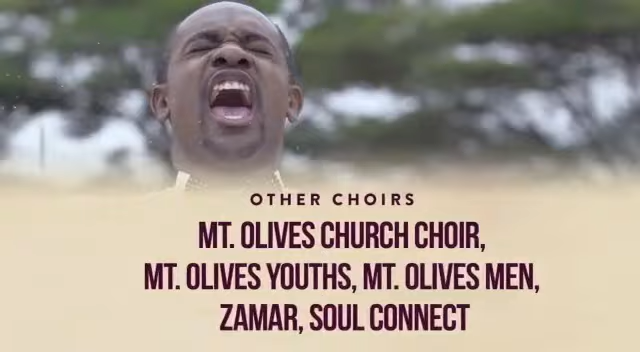 OTHER CHOIRS
MT. OLIVES CHURCH CHOIR,
MT. OLIVES YOUTHS, MT. OLIVES MEN,
ZAMAR, SOUL CONNECT